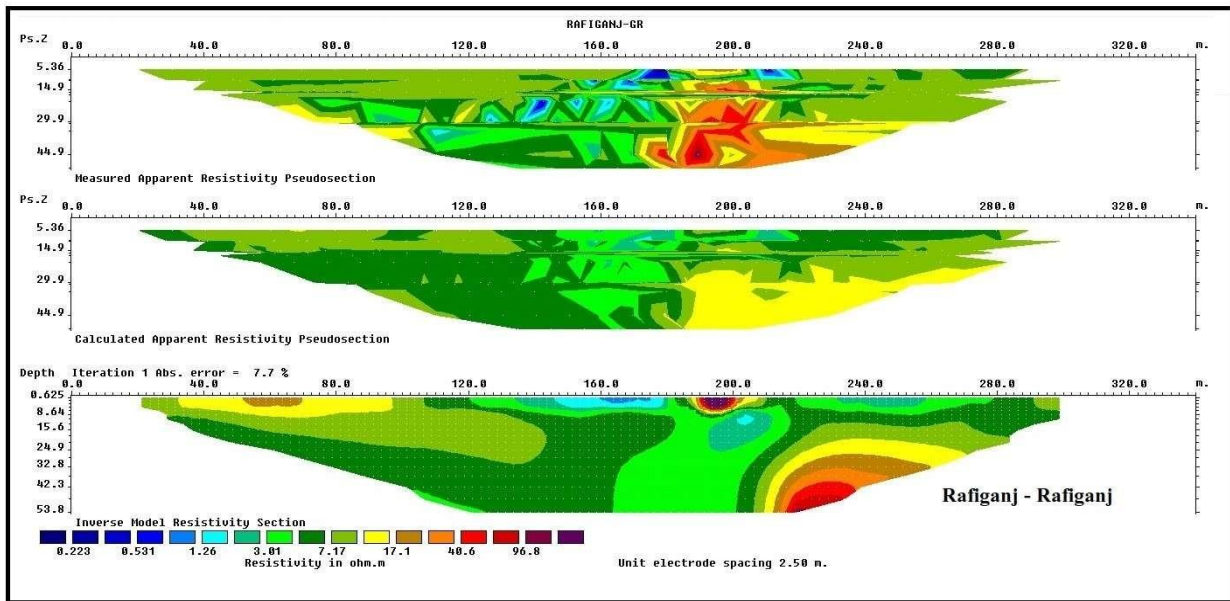 RAFIGANJ-GR
Ps.Z 0.0 40.0 80.0 120.0 160.0 200.0 240.0 280.0 320.0 m.
5.36
14.9
29.9
44.9
Measured Apparent Resistivity Pseudosection
Ps.Z 0.0 40.0 80.0 120.0 160.0 200.0 240.0 280.0 320.0 m.
5.36
14.9
29.9
44.9
Calculated Apparent Resistivity Pseudosection
Depth Iteration 1 Abs. error = 7.7 %
0.0 40.0 80.0 120.0 160.0 200.0 240.0 280.0 320.0 m.
0.625
8.64
15.6
24.9
32.8
42.3
53.8
Rafiganj - Rafiganj
Inverse Model Resistivity Section
0.223 0.531 1.26 3.01 7.17 17.1 40.6 96.8
Resistivity in ohm.m Unit electrode spacing 2.50 m.